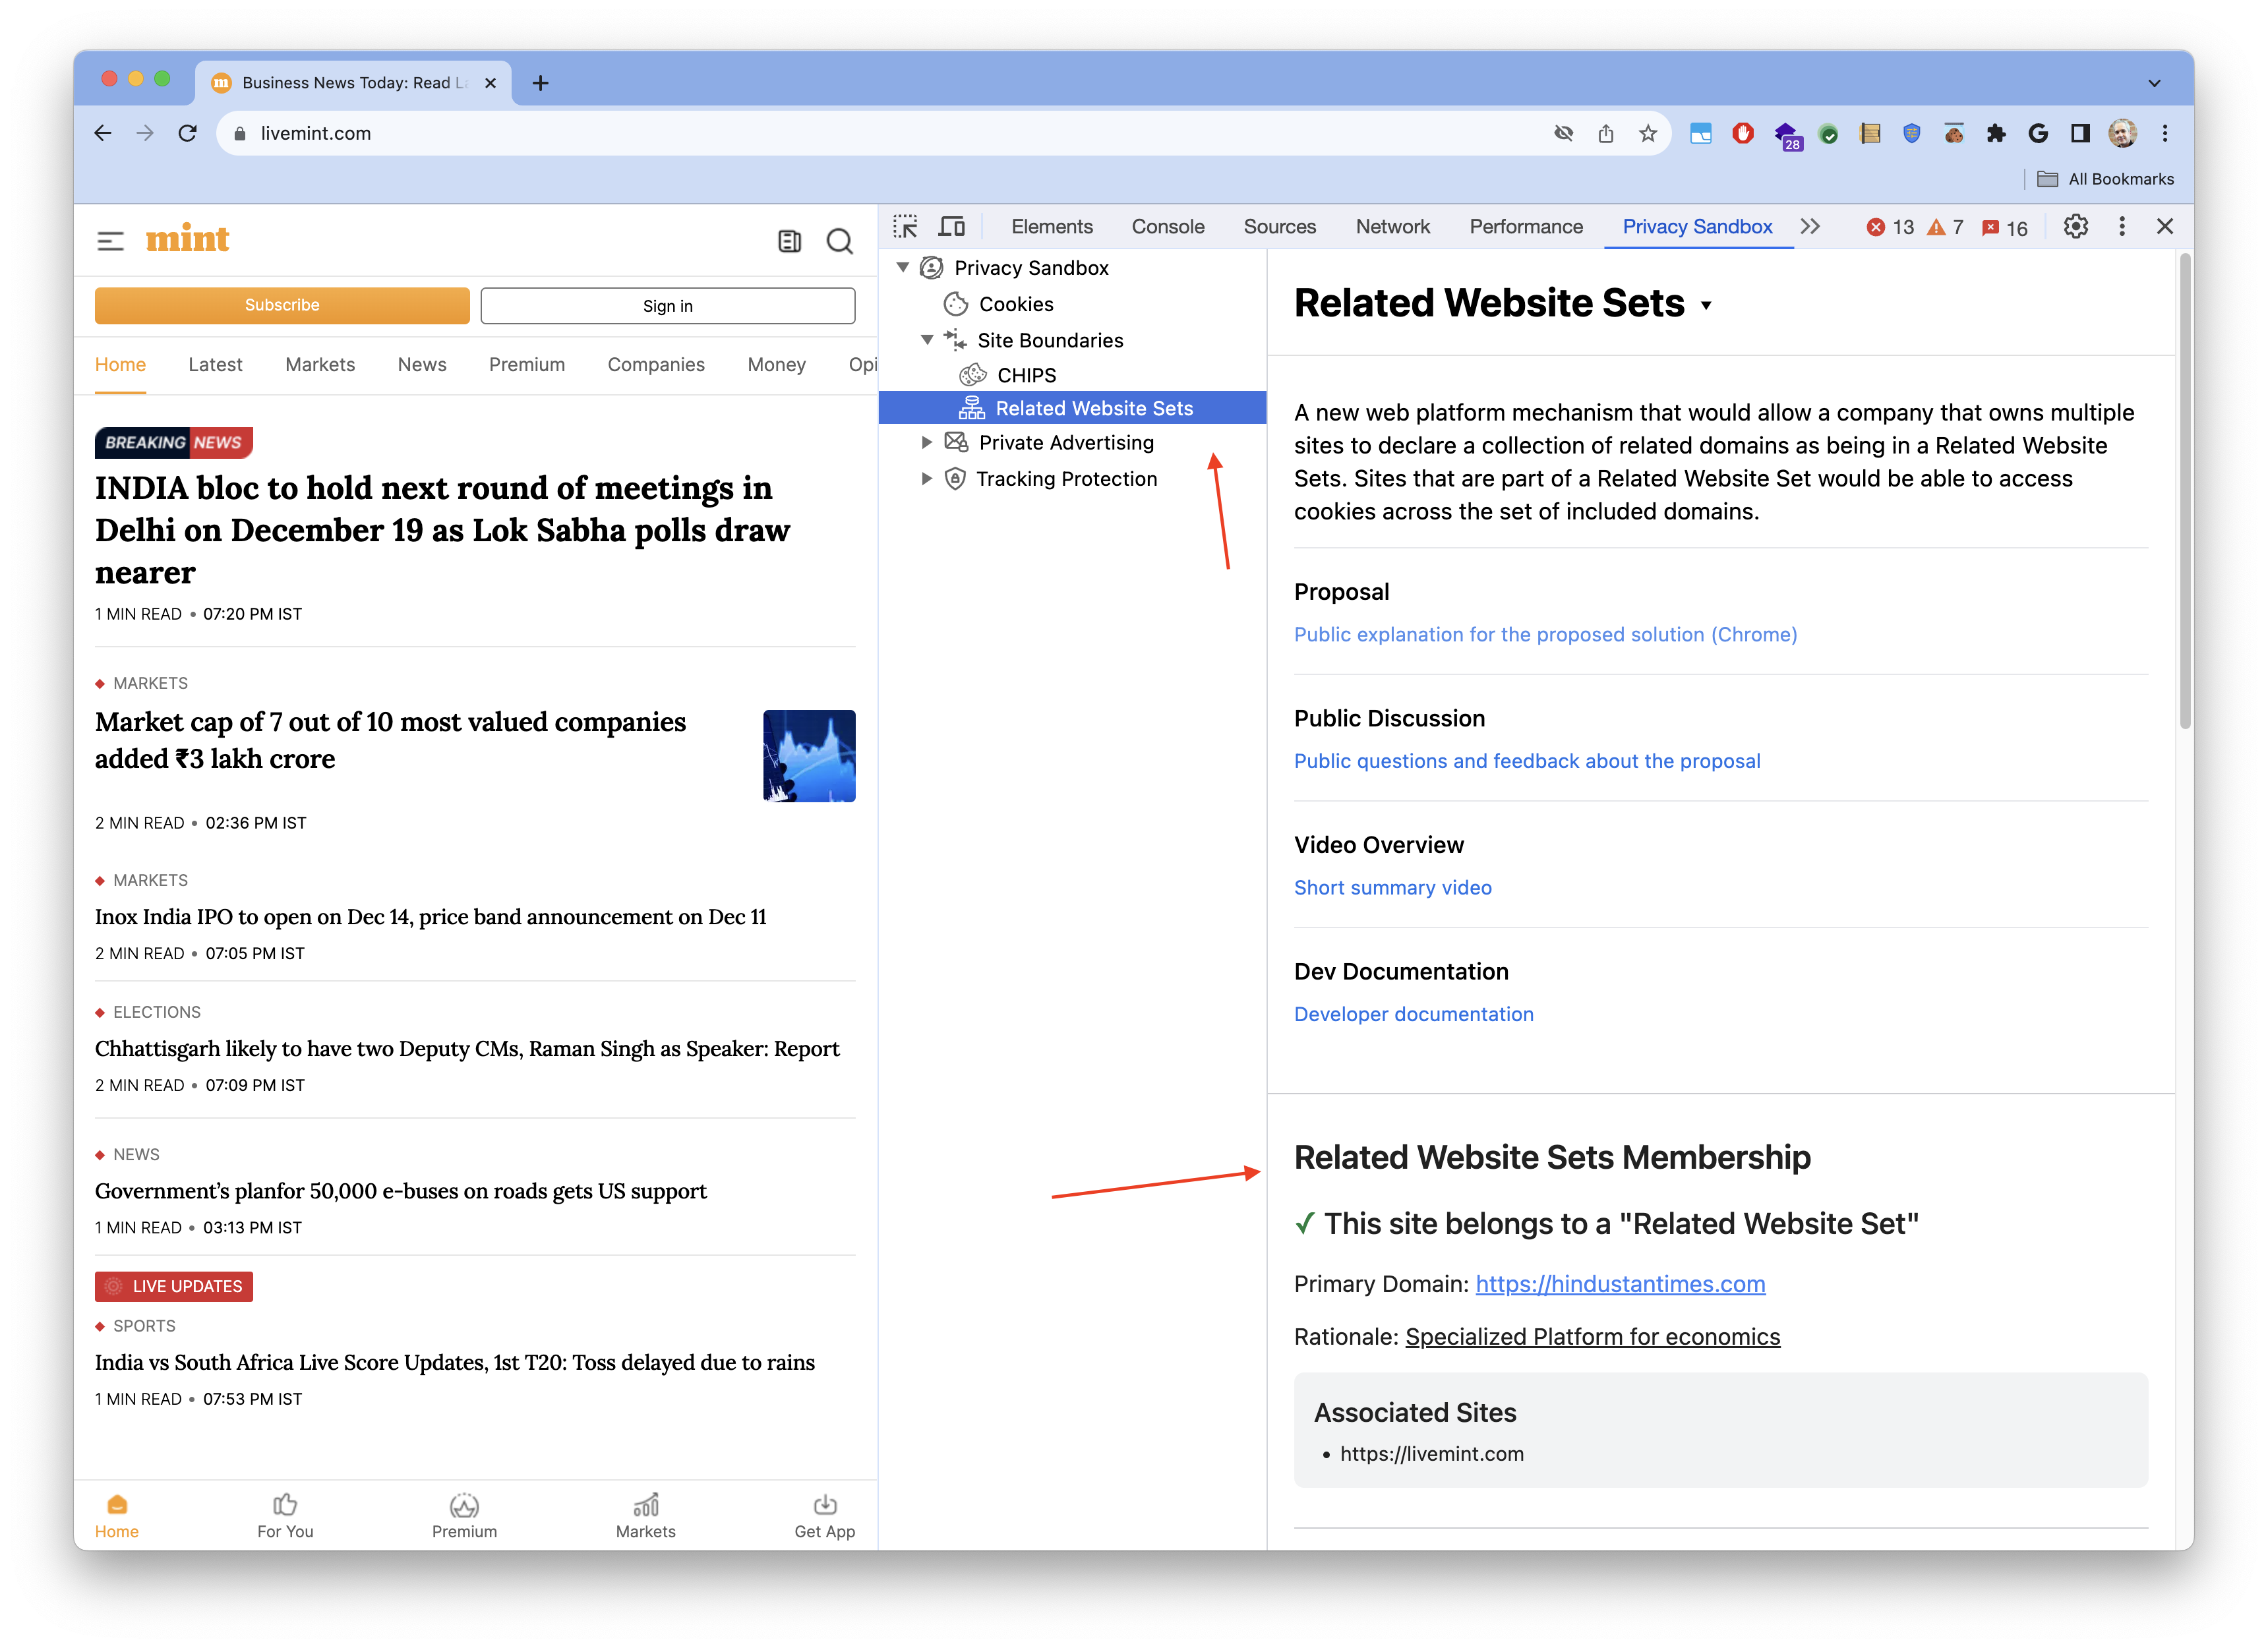 Business News Today: Read L
livemint.com
28
All Bookmarks
mint
Subscribe
Sign in
Home Latest Markets News Premium Companies Money Opi
BREAKING NEWS
INDIA bloc to hold next round of meetings in
Delhi on December 19 as Lok Sabha polls draw
nearer
1 MIN READ • 07:20 PM IST
MARKETS
Market cap of 7 out of 10 most valued companies
added ₹3 lakh crore
2 MIN READ • 02:36 PM IST
MARKETS
Inox India IPO to open on Dec 14, price band announcement on Dec 11
2 MIN READ • 07:05 PM IST
ELECTIONS
Chhattisgarh likely to have two Deputy CMs, Raman Singh as Speaker: Report
2 MIN READ • 07:09 PM IST
NEWS
Government’s planfor 50,000 e-buses on roads gets US support
1 MIN READ • 03:13 PM IST
LIVE UPDATES
SPORTS
India vs South Africa Live Score Updates, 1st T20: Toss delayed due to rains
1 MIN READ • 07:53 PM IST
Home For You Premium Markets Get App
Elements Console Sources Network Performance Privacy Sandbox 13 7 16
Privacy Sandbox
Cookies
Site Boundaries
CHIPS
Related Website Sets
Private Advertising
Tracking Protection
Related Website Sets
A new web platform mechanism that would allow a company that owns multiple
sites to declare a collection of related domains as being in a Related Website
Sets. Sites that are part of a Related Website Set would be able to access
cookies across the set of included domains.
Proposal
Public explanation for the proposed solution (Chrome)
Public Discussion
Public questions and feedback about the proposal
Video Overview
Short summary video
Dev Documentation
Developer documentation
Related Website Sets Membership
✓ This site belongs to a "Related Website Set"
Primary Domain: https://hindustantimes.com
Rationale: Specialized Platform for economics
Associated Sites
• https://livemint.com